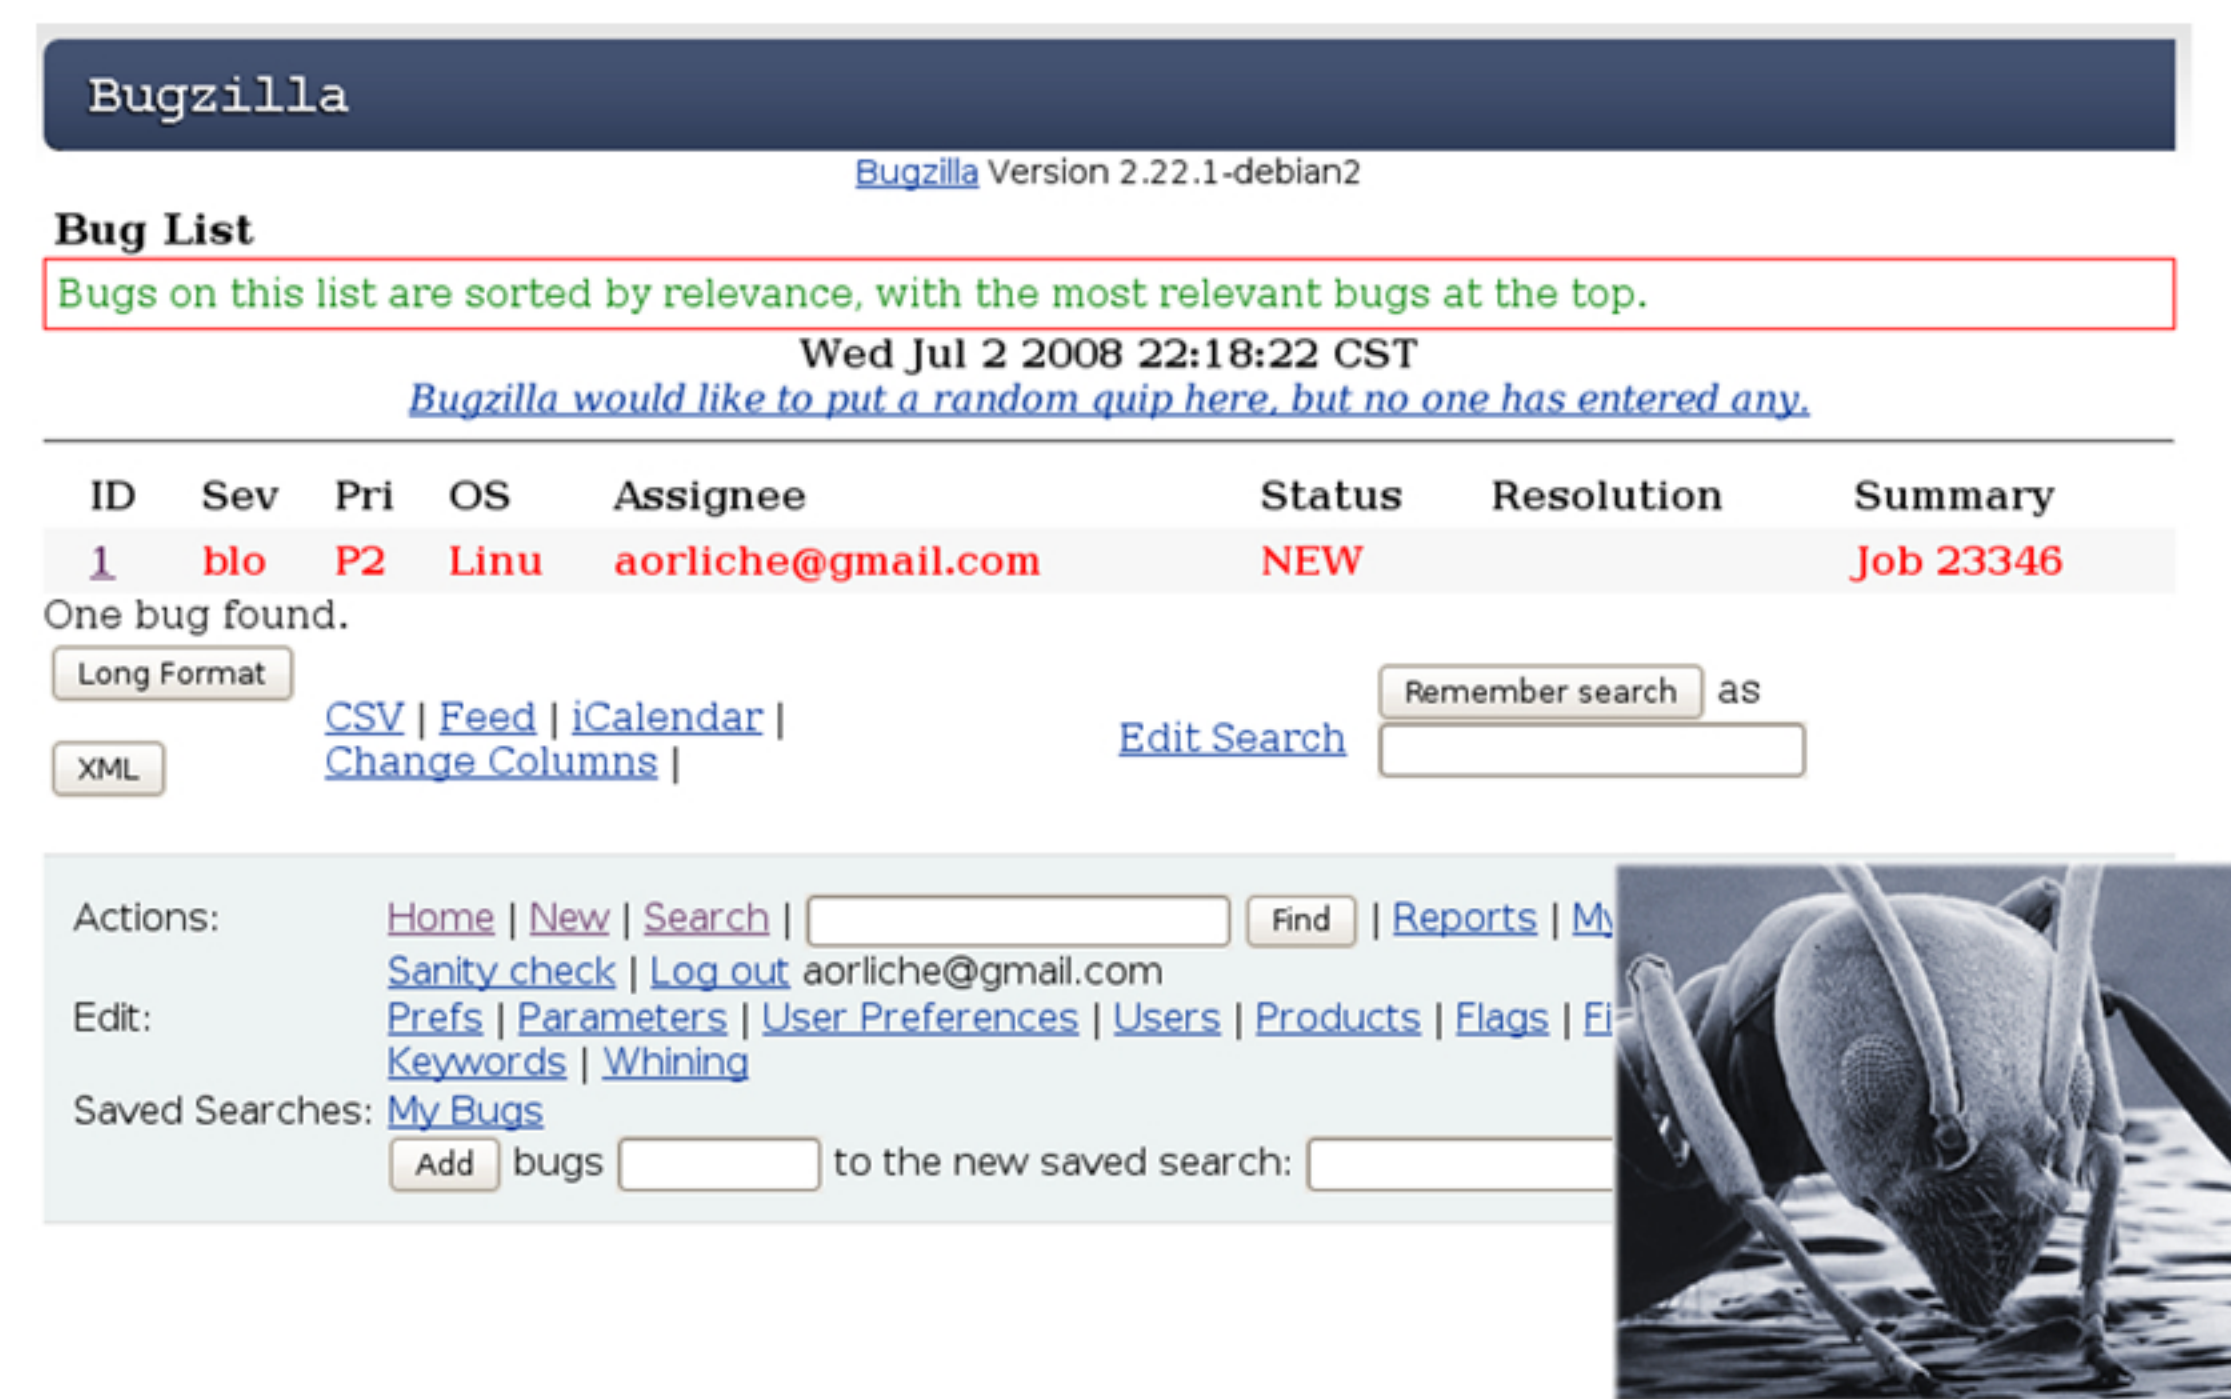 Bugzilla
Bugzilla Version 2.22.1-debian2
Bug List
Bugs on this list are sorted by relevance, with the most relevant bugs at the top.
Wed Jul 2 2008 22:18:22 CST
Bugzilla would like to put a random quip here, but no one has entered any.
ID Sev Pri OS Assignee Status Resolution Summary
1 blo P2 Linu aorliche@gmail.com NEW Job 23346
One bug found.
Long Format
XML
CSV | Feed | iCalendar |
Change Columns |
Edit Search
Remember search as
Actions: Home | New | Search | Find | Reports | My
Sanity check | Log out aorliche@gmail.com
Edit: Prefs | Parameters | User Preferences | Users | Products | Flags | Fi
Keywords | Whining
Saved Searches: My Bugs
Add bugs to the new saved search: